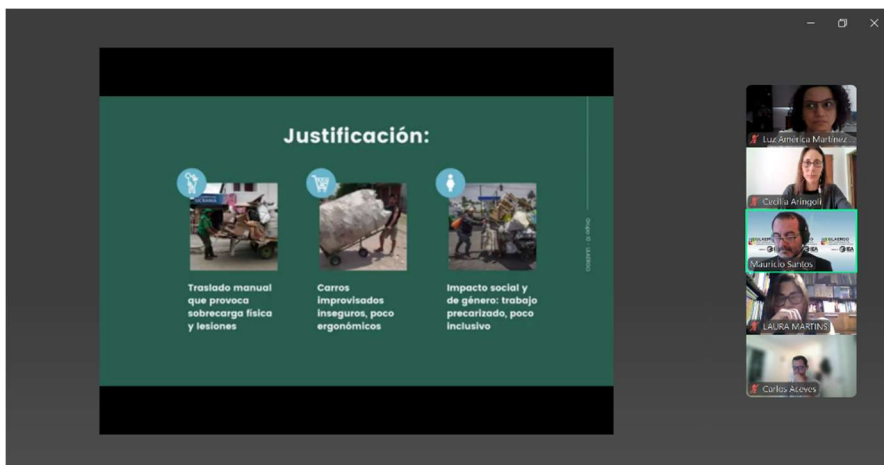 Justificación:
Traslado manual
que provoca
sobrecarga física
y lesiones
Carros
improvisados
inseguros, poco
ergonómicos
Impacto social y
de género: trabajo
precarizado, poco
inclusivo
Luz América Martínez
Cecilia Aringoli
Mauricio Santos
LAURA MARTINS
Carlos Aceves